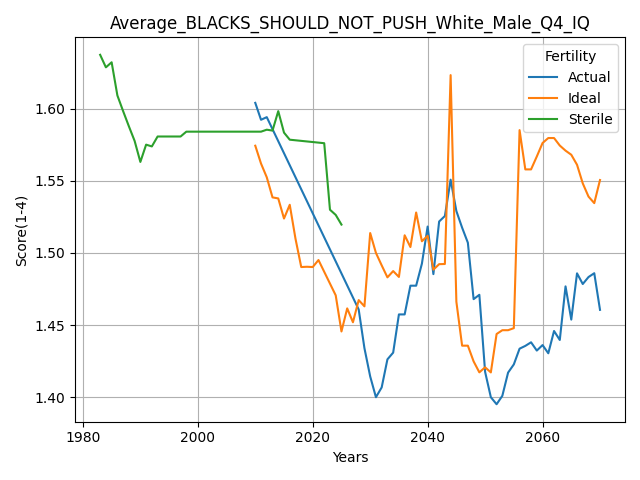 Average_BLACKS_SHOULD_NOT_PUSH_White_Male_Q4_IQ
Fertility
Actual
Ideal
Sterile
Score(1-4)
1.60
1.55
1.50
1.45
1.40
1980
2000
2020
2040
2060
Years